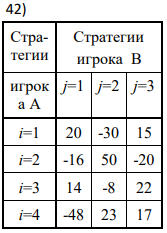 42)
Стра-
тегии
Стратегии
игрока В
игрок
а А
j=1 j=2 j=3
i=1 20 -30 15
i=2 -16 50 -20
i=3 14 -8 22
i=4 -48 23 17